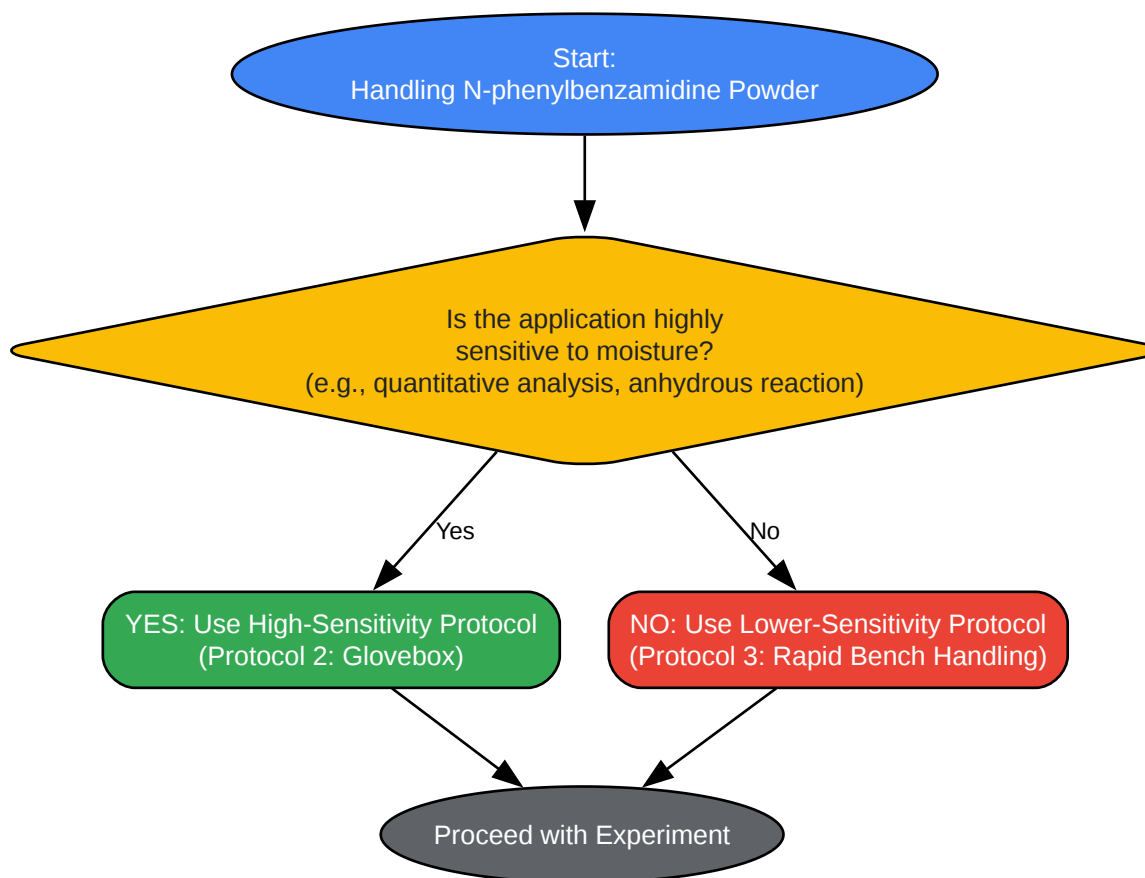 Start:
Handling N-phenylbenzamidine Powder
Is the application highly
sensitive to moisture?
(e.g., quantitative analysis, anhydrous reaction)
Yes
No
YES: Use High-Sensitivity Protocol
(Protocol 2: Glovebox)
NO: Use Lower-Sensitivity Protocol
(Protocol 3: Rapid Bench Handling)
Proceed with Experiment